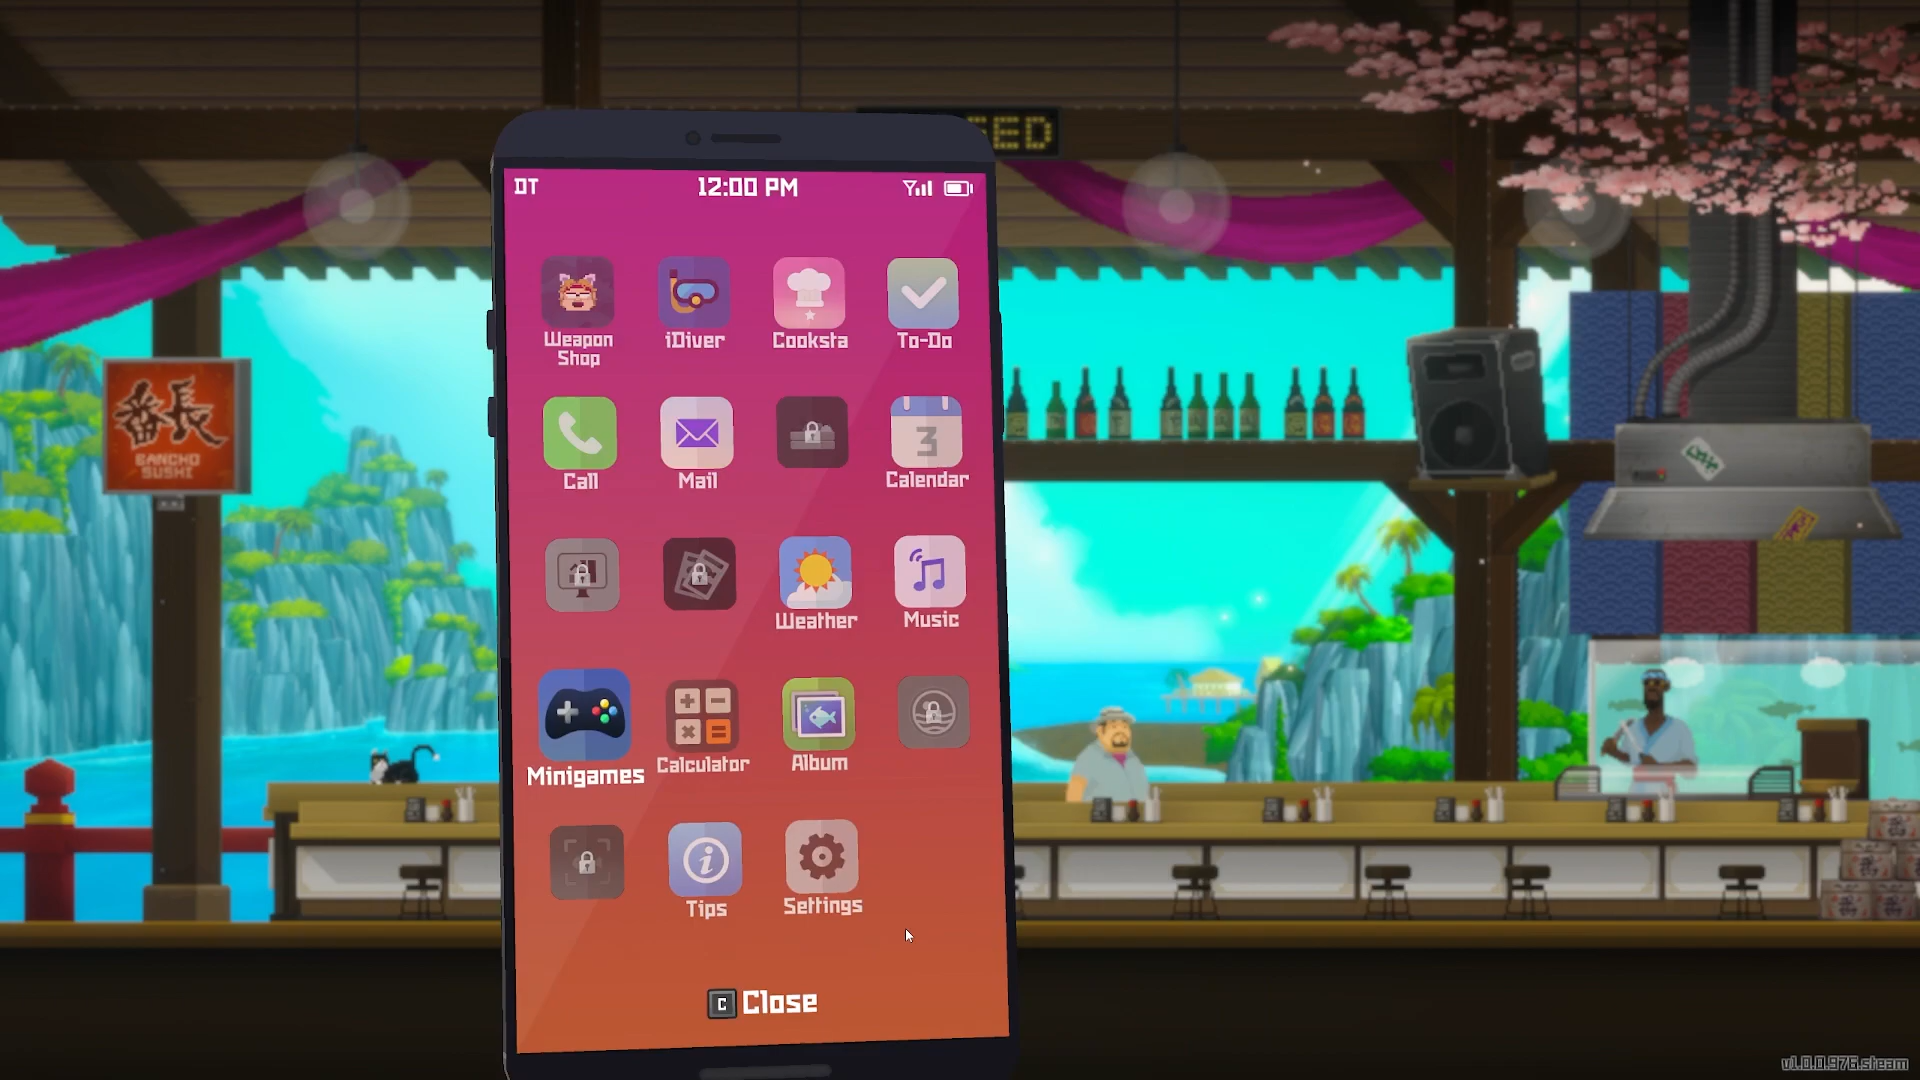 SED
DT
12:00 PM
Weapon
Shop
iDiver
Cooksta
To-Do
Call
Mail
3
Calendar
番長
BANCHO
SUSHI
Weather
Music
Minigames
Calculator
Album
Tips
Settings
C Close
v1.0.0.976.steam